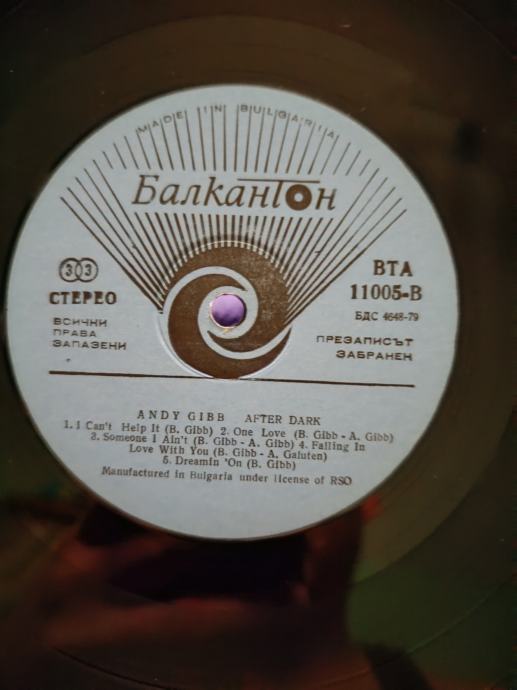 MADE IN BULGARIA
Балкантон
33
СТЕРЕО
ВСИЧКИ
ПРАВА
ЗАПАЗЕНИ
ВТА
11005-В
БДС 4648-79
ПРЕЗАПИСЪТ
ЗАБРАНЕН
ANDY GIBB AFTER DARK
1. I Can't Help It (B. Gibb) 2. One Love (B. Gibb - A. Gibb)
3. Someone I Ain't (B. Gibb - A. Gibb) 4. Falling In
Love With You (B. Gibb - A. Galuten)
5. Dreamin 'On (B. Gibb)
Manufactured in Bulgaria under license of RSO